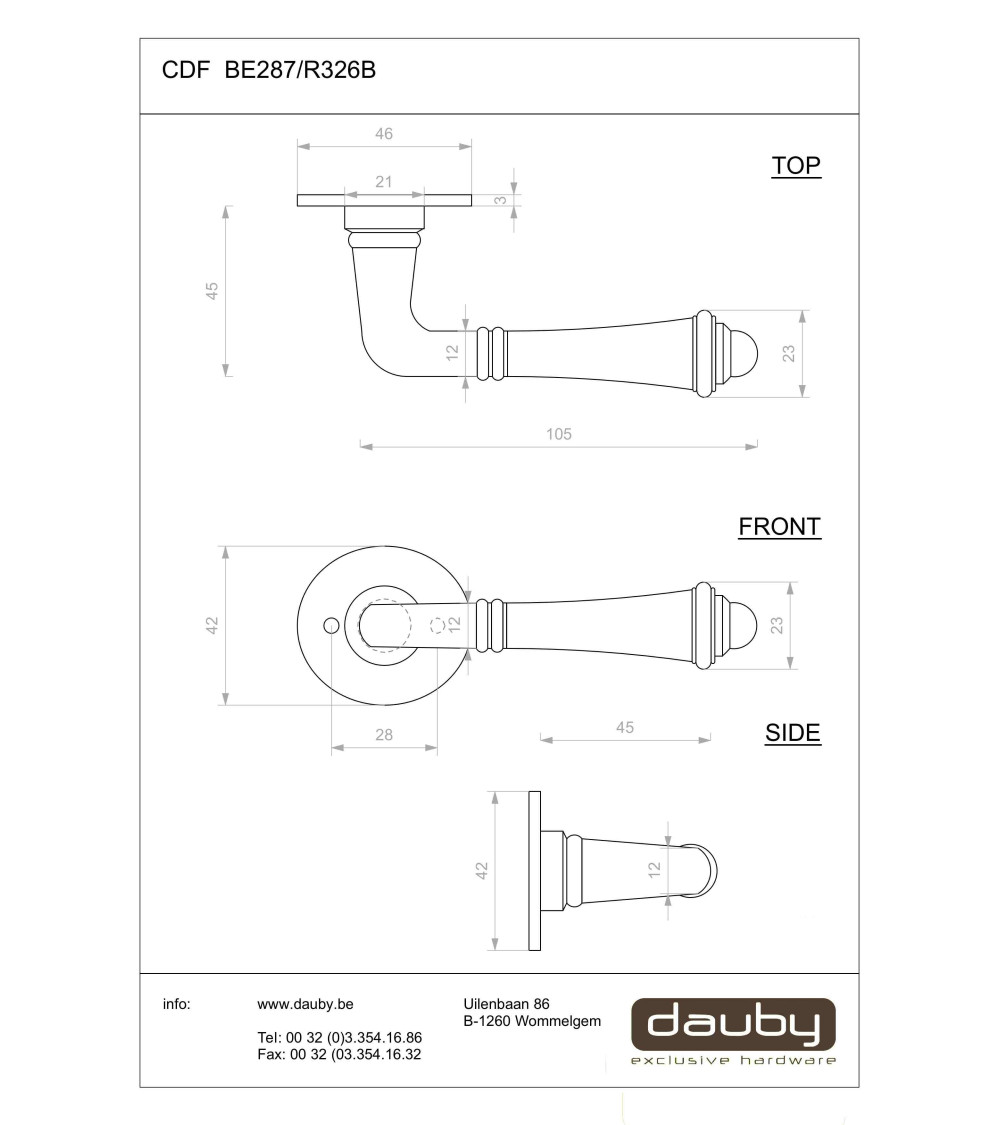 CDF BE287/R326B
46
TOP
21
3
45
12
23
105
FRONT
42
12
23
28
45
SIDE
42
12
info:
www.dauby.be
Uilenbaan 86
B-1260 Wommelgem
Tel: 00 32 (0)3.354.16.86
Fax: 00 32 (03.354.16.32
dauby
exclusive hardware